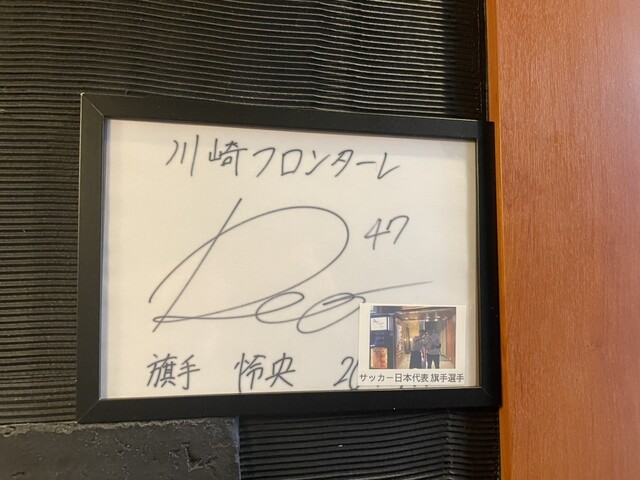 川崎フロンターレ
47
Reo
旗手 怜央 20
サッカー日本代表 旗手選手